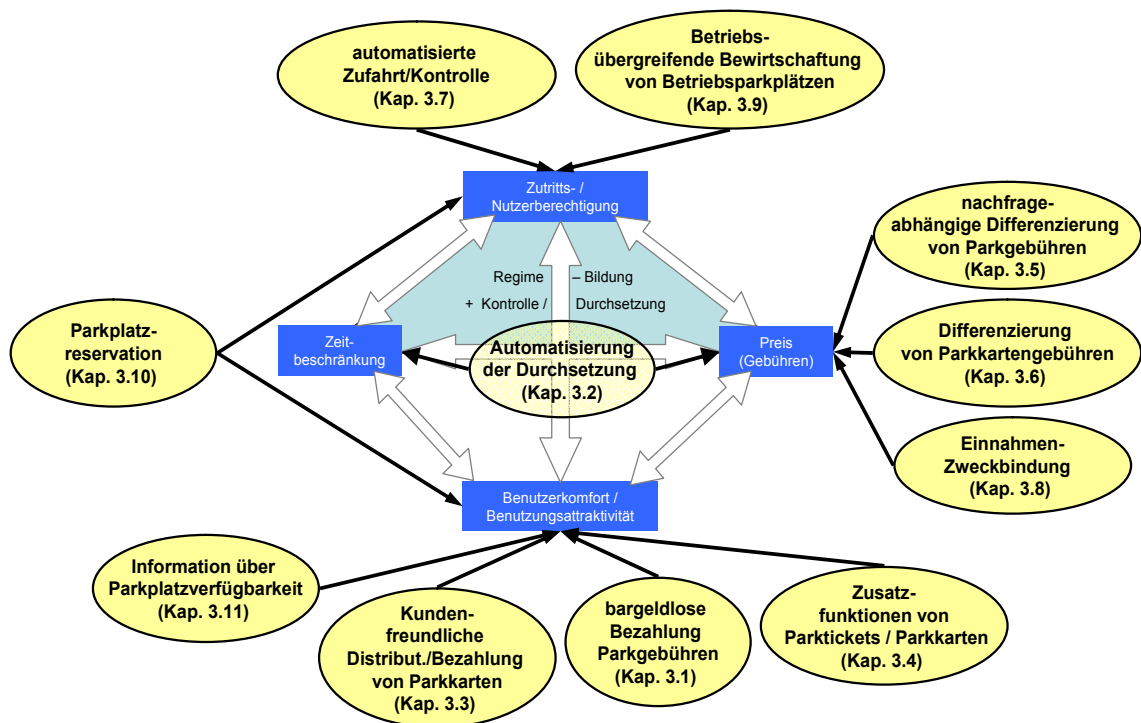 automatisierte
Zufahrt/Kontrolle
(Kap. 3.7)
Betriebs-
übergreifende Bewirtschaftung
von Betriebsparkplätzen
(Kap. 3.9)
Zutritts- /
Nutzerberechtigung
nachfrage-
abhängige Differenzierung
von Parkgebühren
(Kap. 3.5)
Regime – Bildung
+ Kontrolle / Durchsetzung
Parkplatz-
reservation
(Kap. 3.10)
Zeit-
beschränkung
Automatisierung
der Durchsetzung
(Kap. 3.2)
Preis
(Gebühren)
Differenzierung
von Parkkartengebühren
(Kap. 3.6)
Einnahmen-
Zweckbindung
(Kap. 3.8)
Benutzerkomfort /
Benutzungsattraktivität
Information über
Parkplatzverfügbarkeit
(Kap. 3.11)
Kunden-
freundliche
Distribut./Bezahlung
von Parkkarten
(Kap. 3.3)
bargeldlose
Bezahlung
Parkgebühren
(Kap. 3.1)
Zusatz-
funktionen von
Parktickets / Parkkarten
(Kap. 3.4)